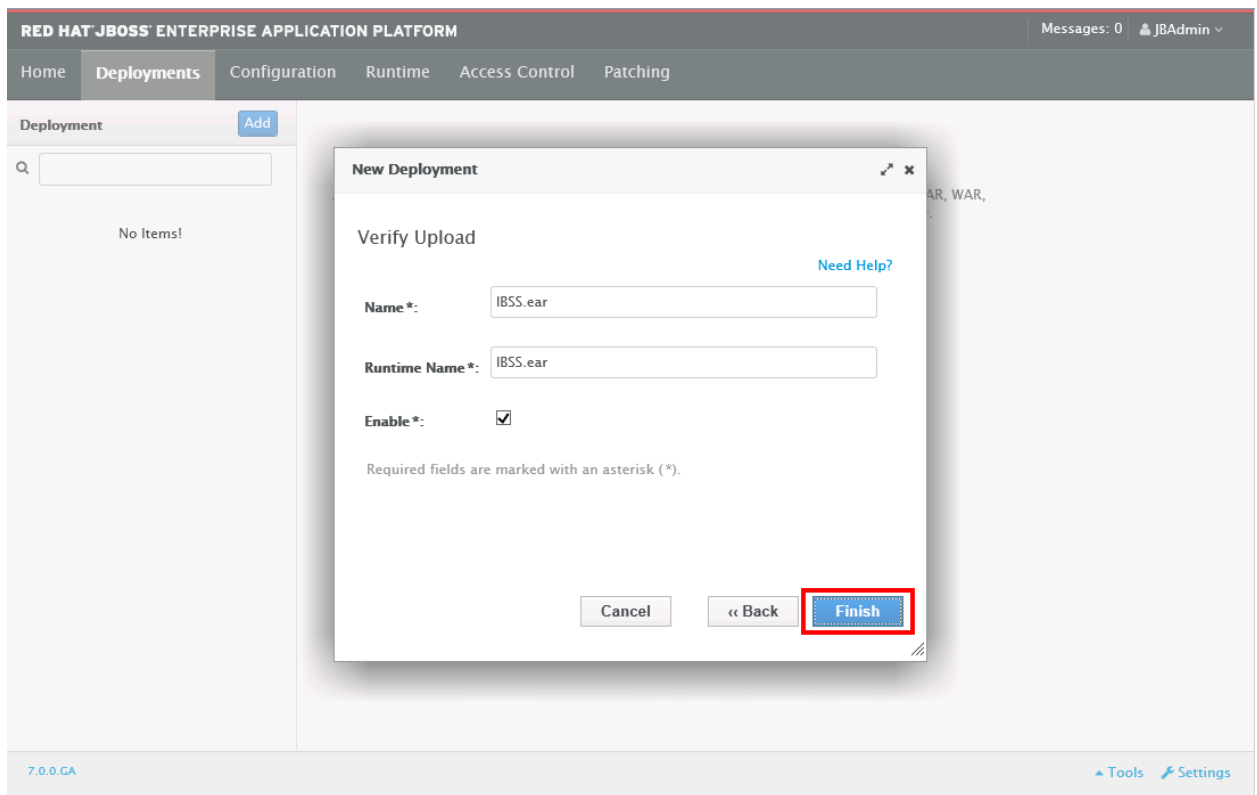 RED HAT JBOSS ENTERPRISE APPLICATION PLATFORM
Messages: 0 JBAdmin
Home Deployments Configuration Runtime Access Control Patching
Deployment Add
No Items!
New Deployment
AR, WAR,
Verify Upload
Need Help?
Name*: IBSS.ear
Runtime Name*: IBSS.ear
Enable*:
Required fields are marked with an asterisk (*).
Cancel ‹‹ Back Finish
7.0.0.GA
Tools Settings